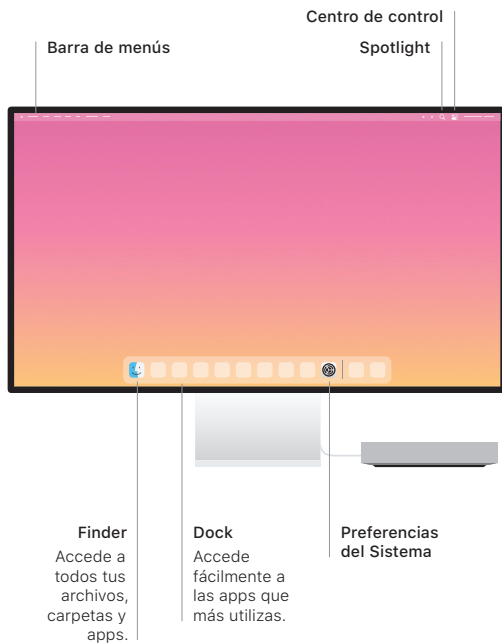 Centro de control
Barra de menús
Spotlight
Finder
Accede a
todos tus
archivos,
carpetas y
apps.
Dock
Accede
fácilmente a
las apps que
más utilizas.
Preferencias
del Sistema